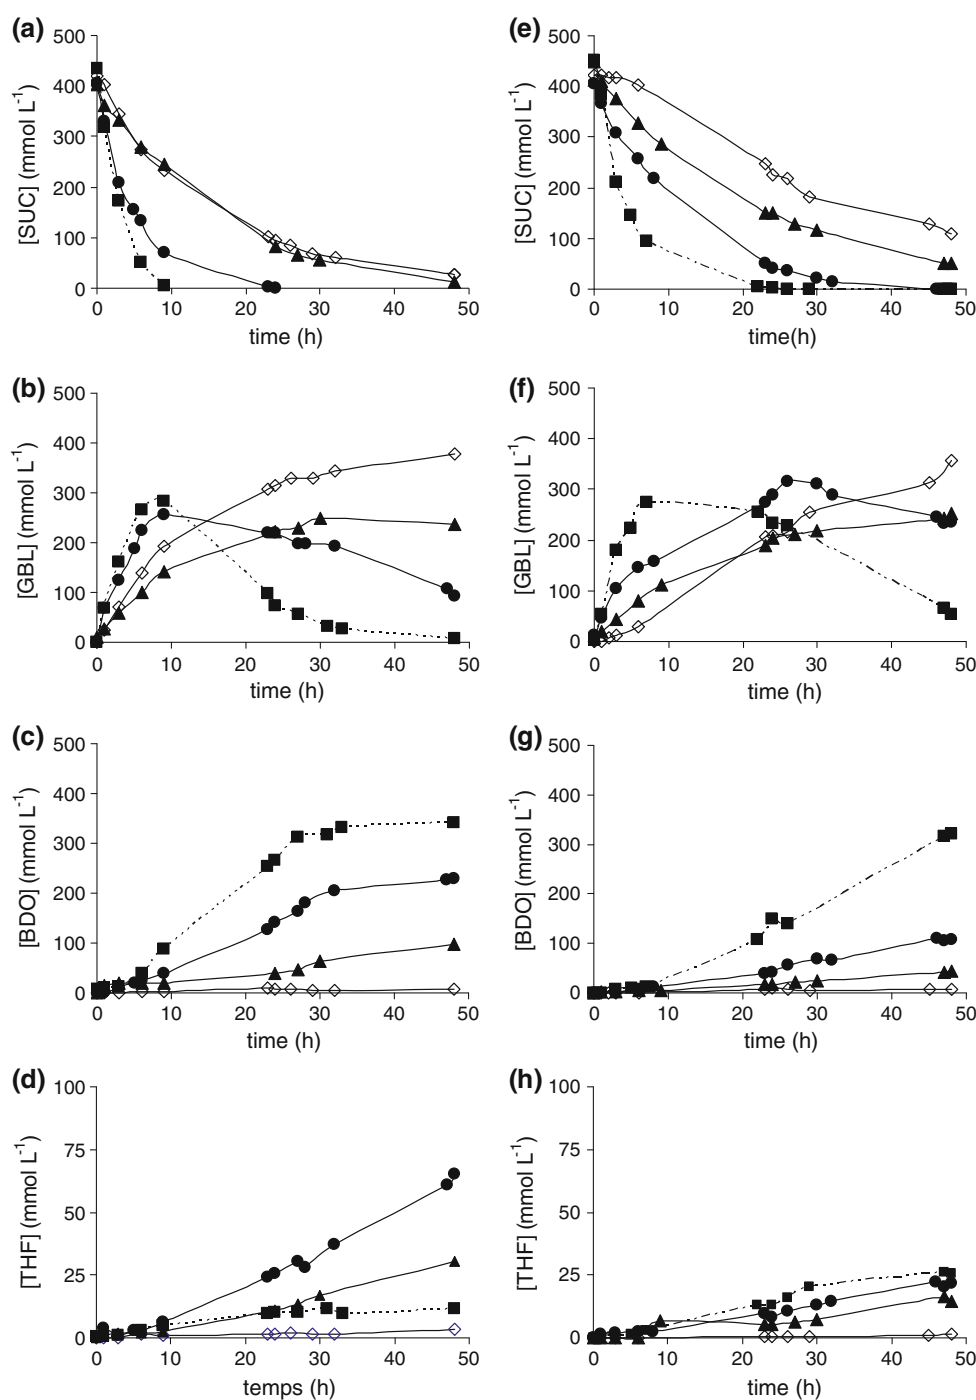 (a)
500
400
300
200
100
0
[SUC] (mmol L-1)
0 10 20 30 40 50
time (h)
(e)
500
400
300
200
100
0
[SUC] (mmol L-1)
0 10 20 30 40 50
time(h)
(b)
500
400
300
200
100
0
[GBL] (mmol L-1)
0 10 20 30 40 50
time (h)
(f)
500
400
300
200
100
0
[GBL] (mmol L-1)
0 10 20 30 40 50
time (h)
(c)
500
400
300
200
100
0
[BDO] (mmol L-1)
0 10 20 30 40 50
time (h)
(g)
500
400
300
200
100
0
[BDO] (mmol L-1)
0 10 20 30 40 50
time (h)
(d)
100
75
50
25
0
[THF] (mmol L-1)
0 10 20 30 40 50
temps (h)
(h)
100
75
50
25
0
[THF] (mmol L-1)
0 10 20 30 40 50
time (h)